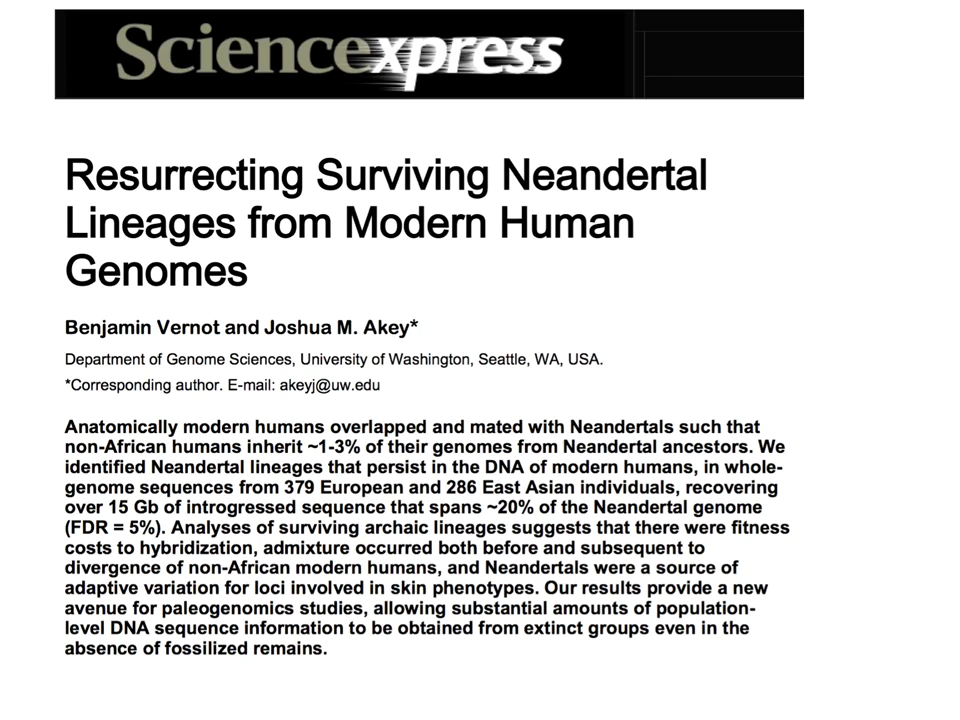 Sciencexpress
Resurrecting Surviving Neandertal
Lineages from Modern Human
Genomes
Benjamin Vernot and Joshua M. Akey*
Department of Genome Sciences, University of Washington, Seattle, WA, USA.
*Corresponding author. E-mail: akeyj@uw.edu
Anatomically modern humans overlapped and mated with Neandertals such that
non-African humans inherit ~1-3% of their genomes from Neandertal ancestors. We
identified Neandertal lineages that persist in the DNA of modern humans, in whole-
genome sequences from 379 European and 286 East Asian individuals, recovering
over 15 Gb of introgressed sequence that spans ~20% of the Neandertal genome
(FDR = 5%). Analyses of surviving archaic lineages suggests that there were fitness
costs to hybridization, admixture occurred both before and subsequent to
divergence of non-African modern humans, and Neandertals were a source of
adaptive variation for loci involved in skin phenotypes. Our results provide a new
avenue for paleogenomics studies, allowing substantial amounts of population-
level DNA sequence information to be obtained from extinct groups even in the
absence of fossilized remains.